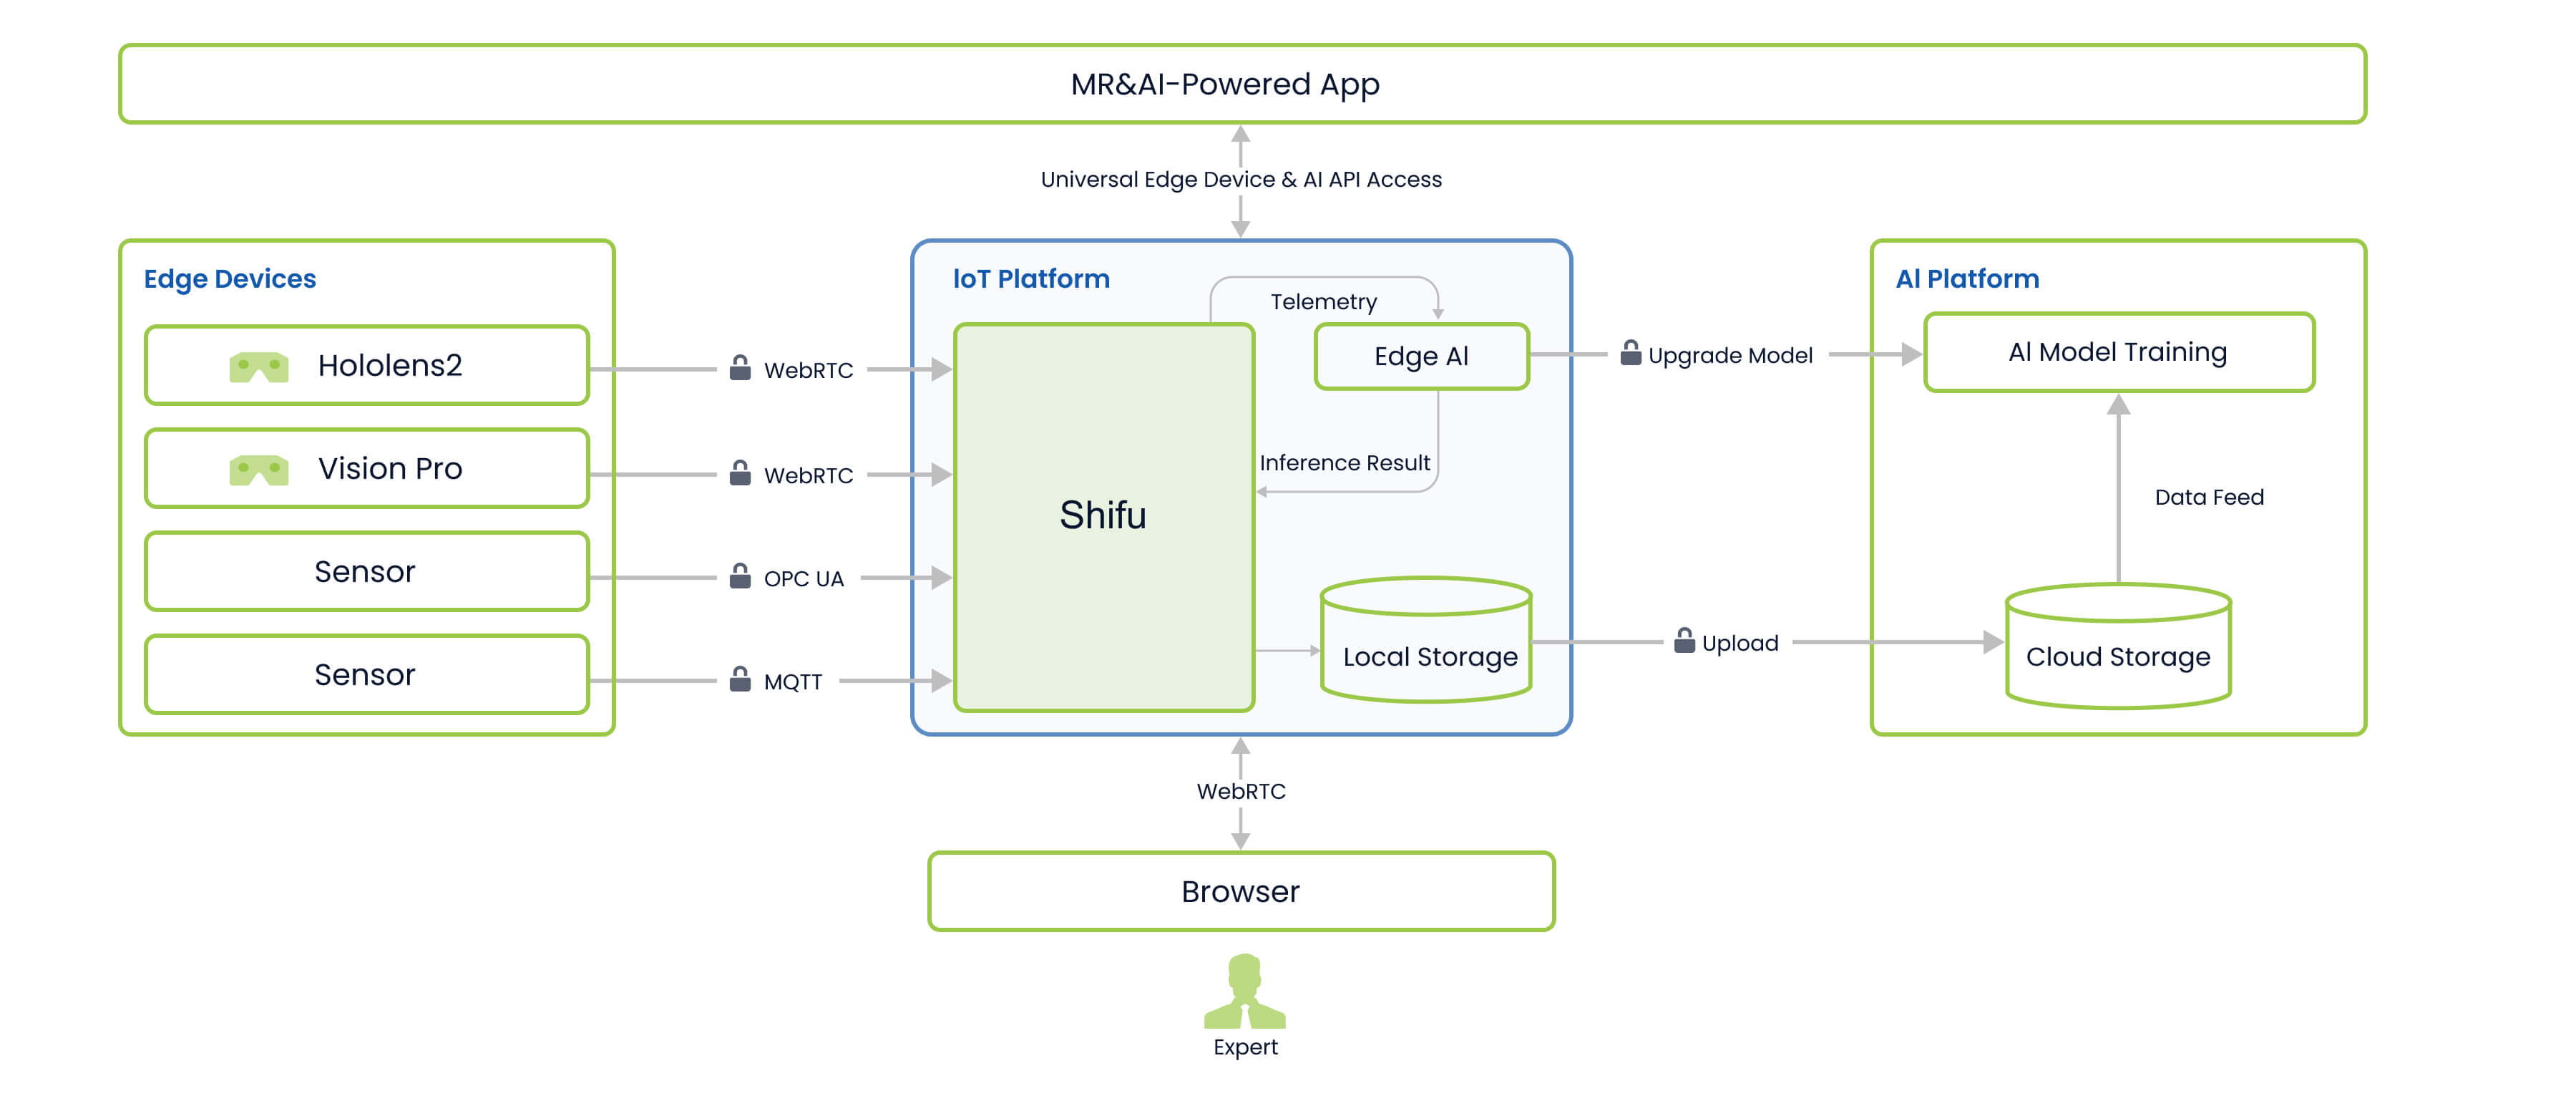 MR&AI-Powered App
Universal Edge Device & AI API Access
Edge Devices
Hololens2
Vision Pro
Sensor
Sensor
WebRTC
WebRTC
OPC UA
MQTT
IoT Platform
Telemetry
Shifu
Edge AI
Inference Result
Local Storage
Upgrade Model
Upload
AI Platform
AI Model Training
Data Feed
Cloud Storage
WebRTC
Browser
Expert